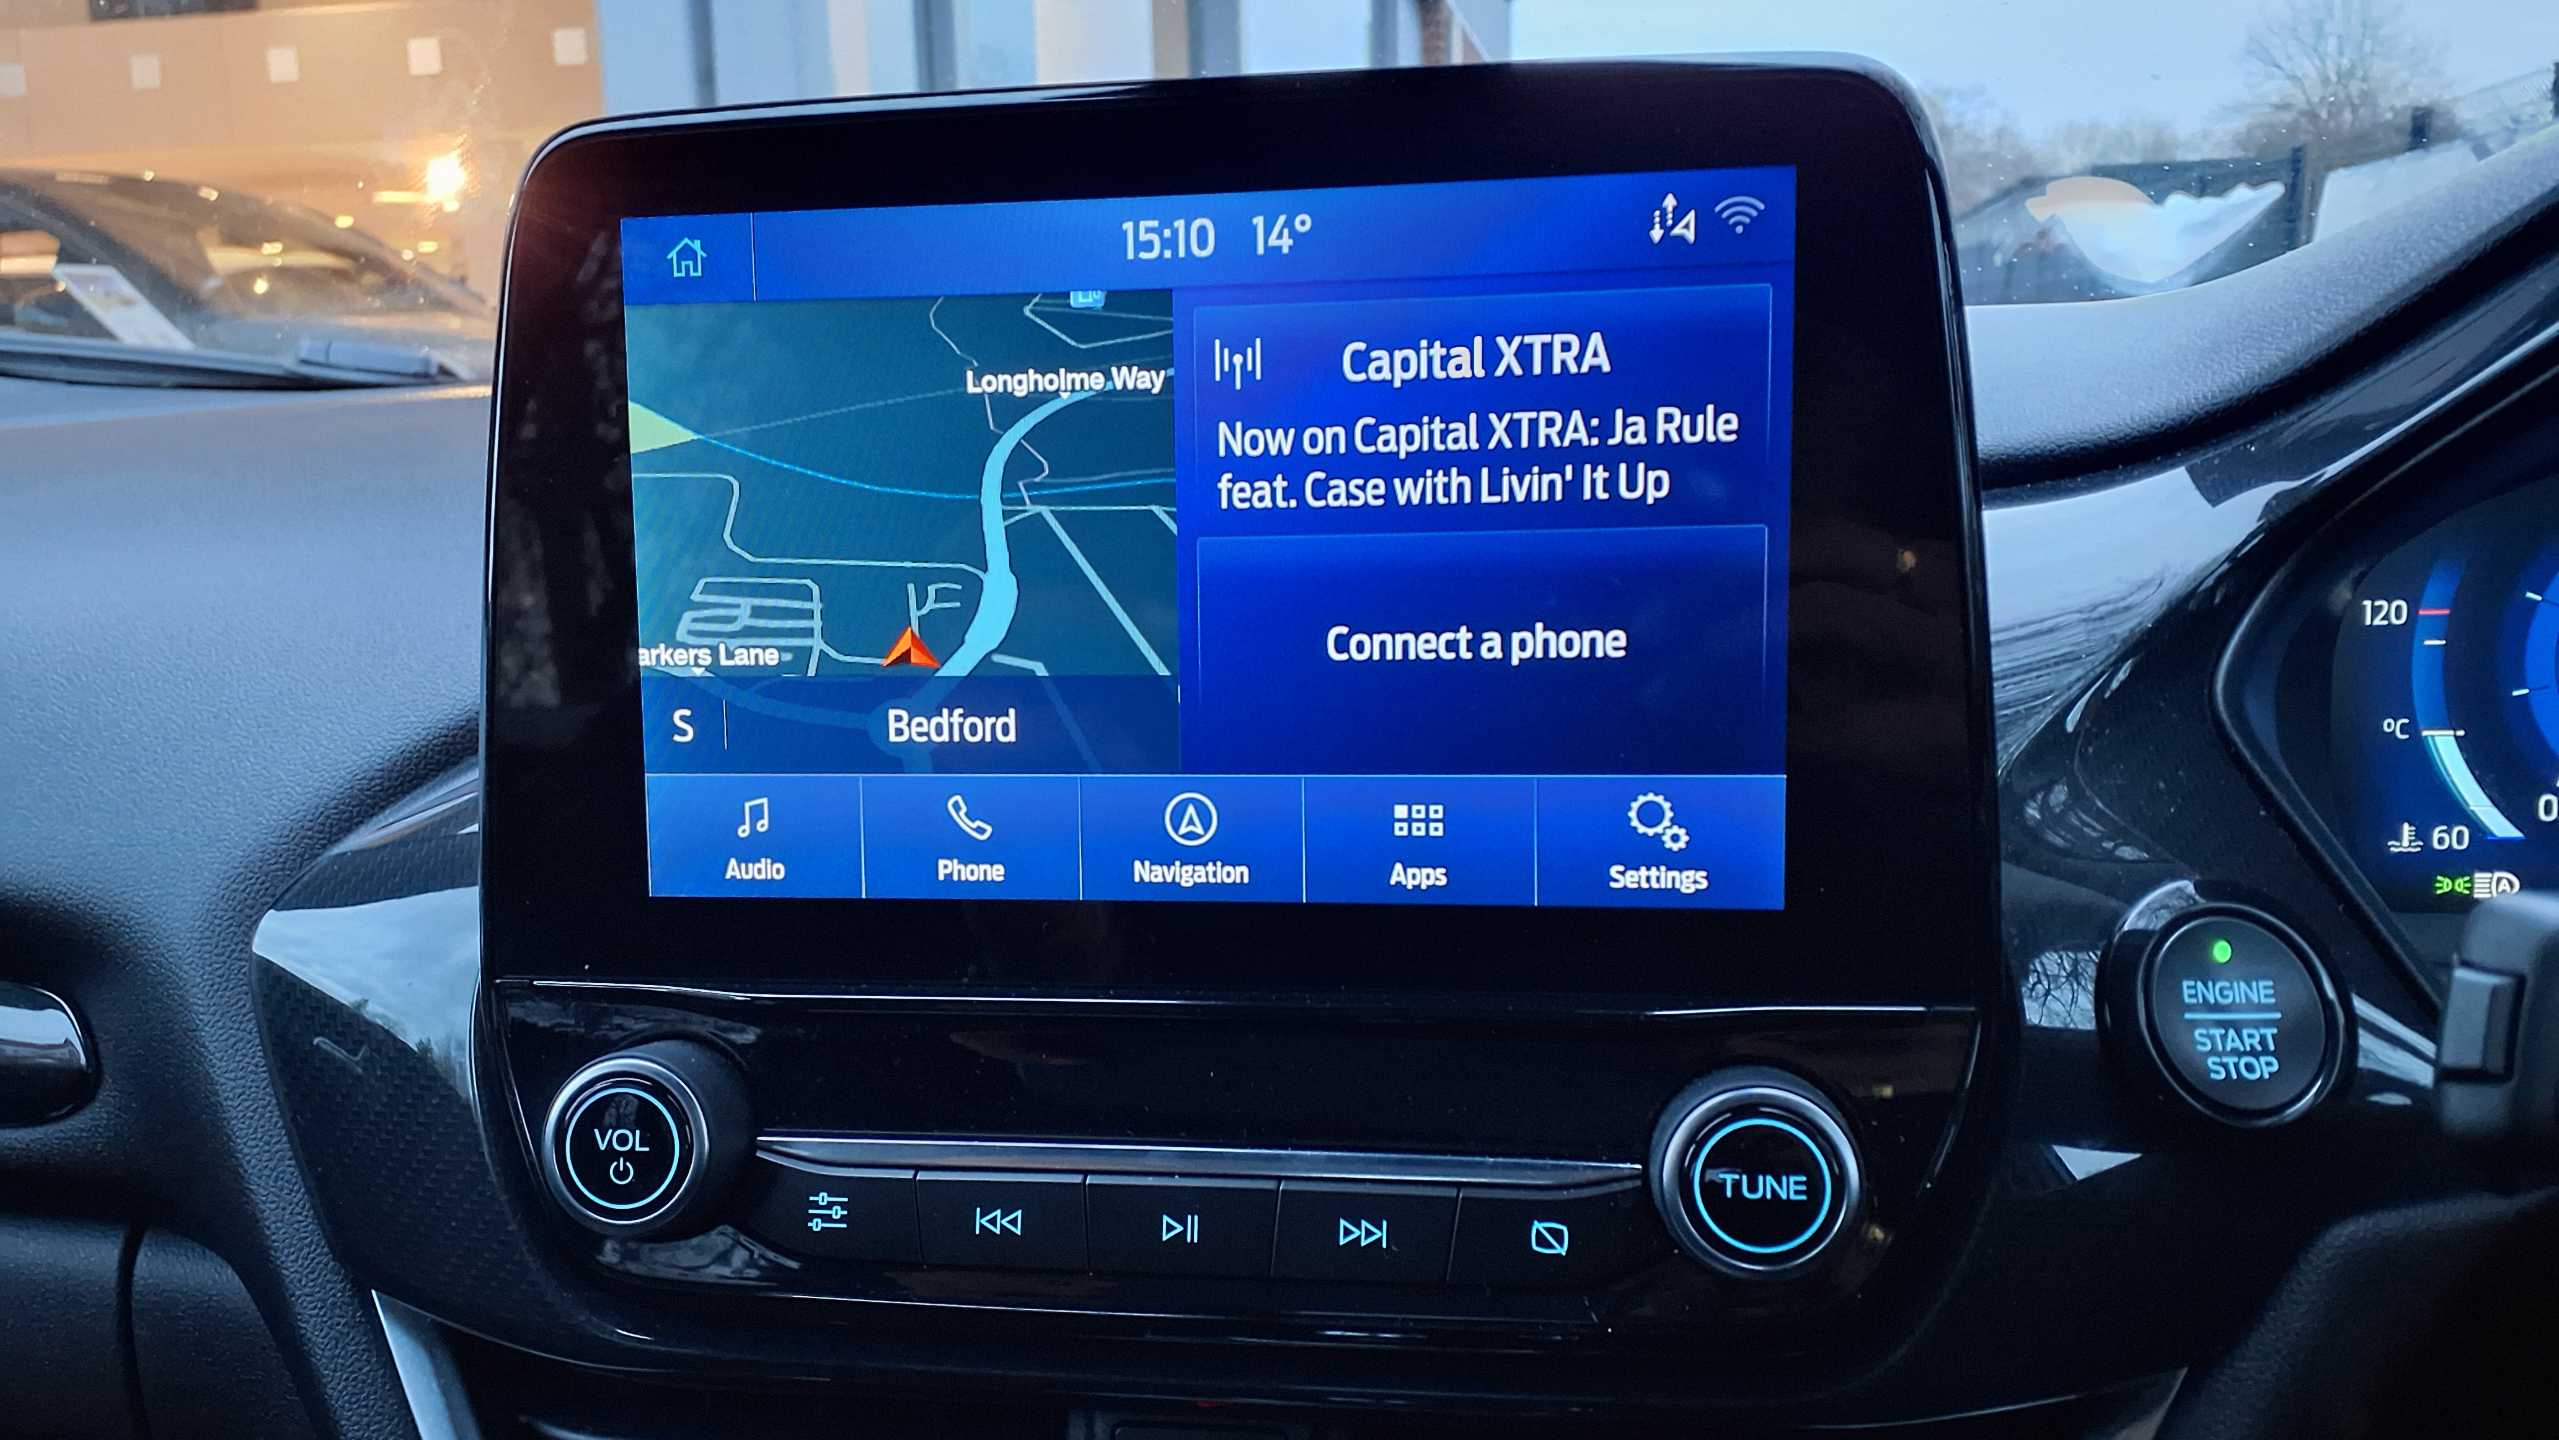 15:10 14°
Longholme Way
arkers Lane
S
Bedford
Capital XTRA
Now on Capital XTRA: Ja Rule
feat. Case with Livin' It Up
Connect a phone
Audio
Phone
Navigation
Apps
Settings
VOL
TUNE
ENGINE
START
STOP
120
°C
60
0
A